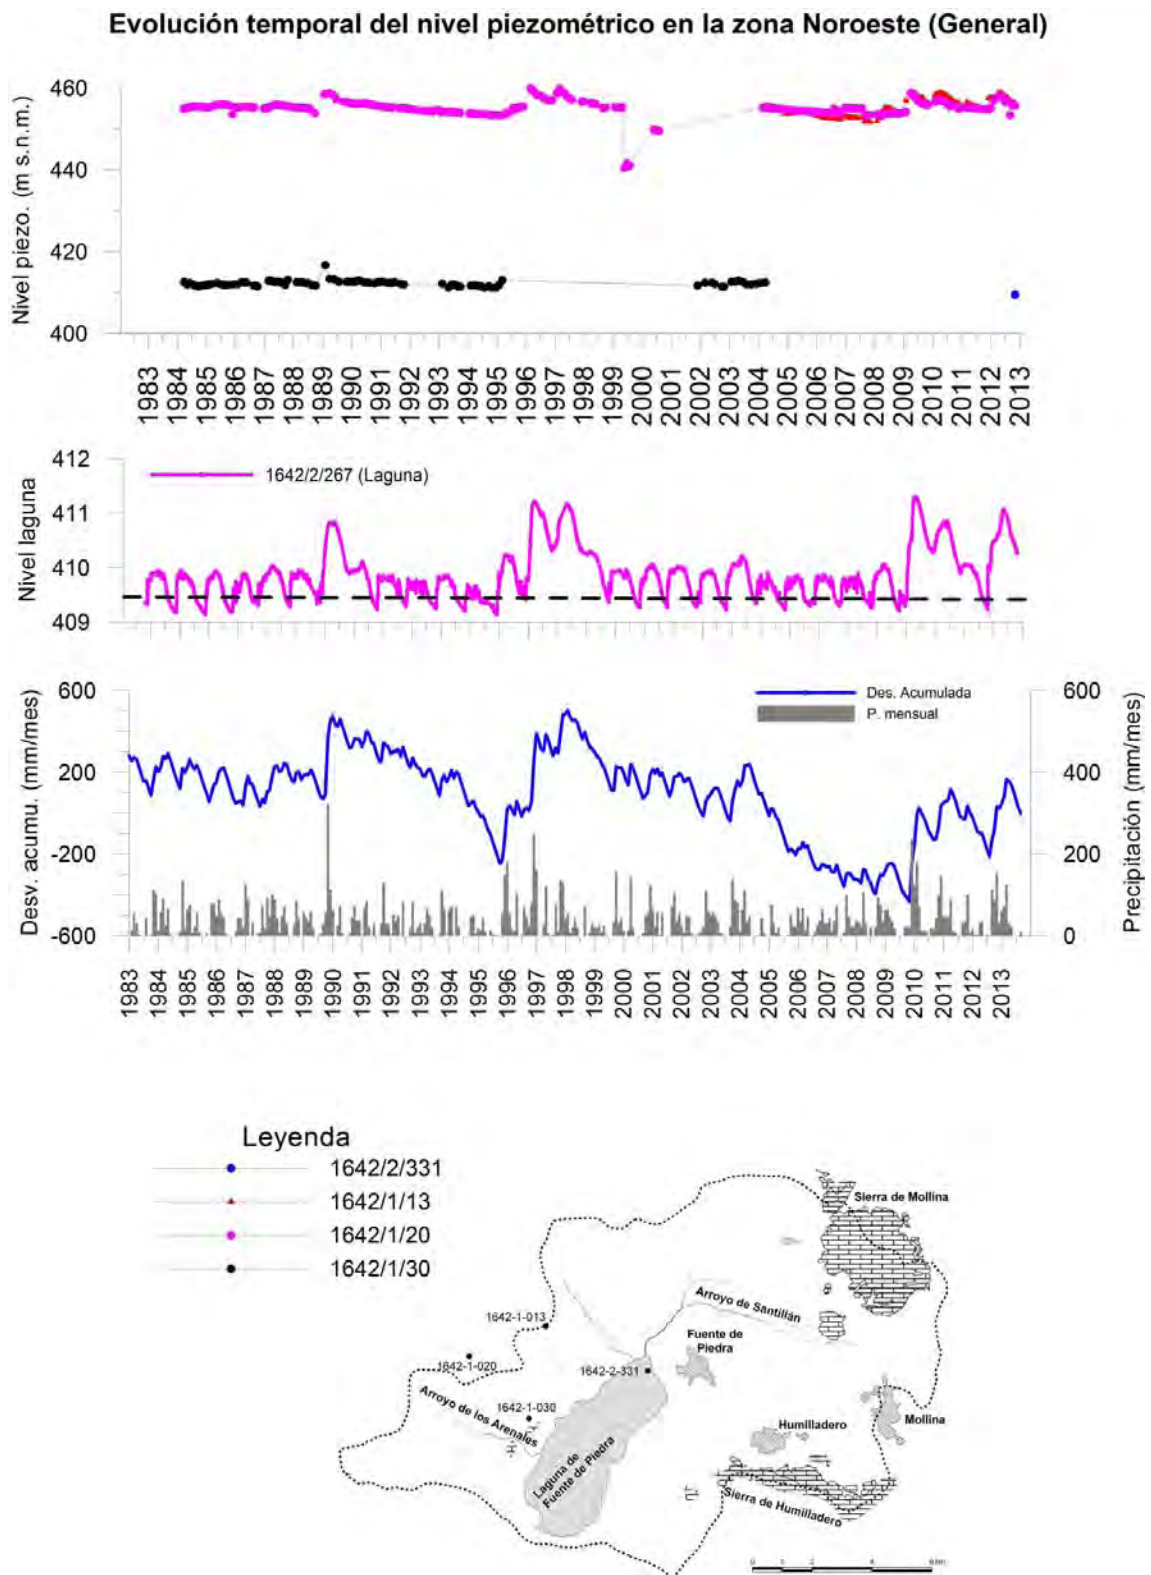 Evolución temporal del nivel piezométrico en la zona Noroeste (General)
Nivel piezo. (m s.n.m.)
460
440
420
400
1983 1984 1985 1986 1987 1988 1989 1990 1991 1992 1993 1994 1995 1996 1997 1998 1999 2000 2001 2002 2003 2004 2005 2006 2007 2008 2009 2010 2011 2012 2013
Nivel laguna
412
411
410
409
1642/2/267 (Laguna)
Desv. acumu. (mm/mes)
600
200
-200
-600
Des. Acumulada
P. mensual
600
400
200
0
Precipitación (mm/mes)
1983 1984 1985 1986 1987 1988 1989 1990 1991 1992 1993 1994 1995 1996 1997 1998 1999 2000 2001 2002 2003 2004 2005 2006 2007 2008 2009 2010 2011 2012 2013
Leyenda
1642/2/331
1642/1/13
1642/1/20
1642/1/30
Sierra de Mollina
Arroyo de Santillán
1642-1-013
Fuente de
Piedra
1642-1-020
1642-2-331
Arroyo de los Arenales
1642-1-030
Mollina
Humilladero
Laguna de
Fuente de Piedra
Sierra de Humilladero